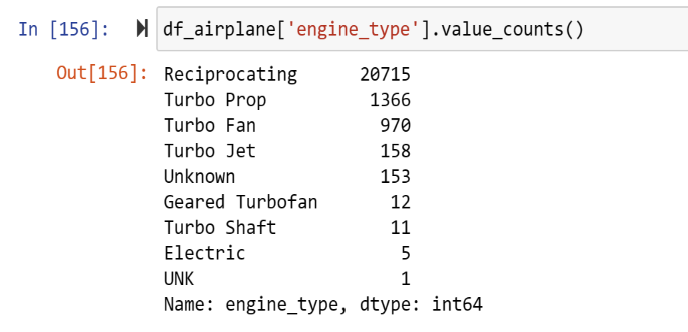 In [156]: df_airplane['engine_type'].value_counts()
Out[156]: Reciprocating 20715
Turbo Prop 1366
Turbo Fan 970
Turbo Jet 158
Unknown 153
Geared Turbofan 12
Turbo Shaft 11
Electric 5
UNK 1
Name: engine_type, dtype: int64